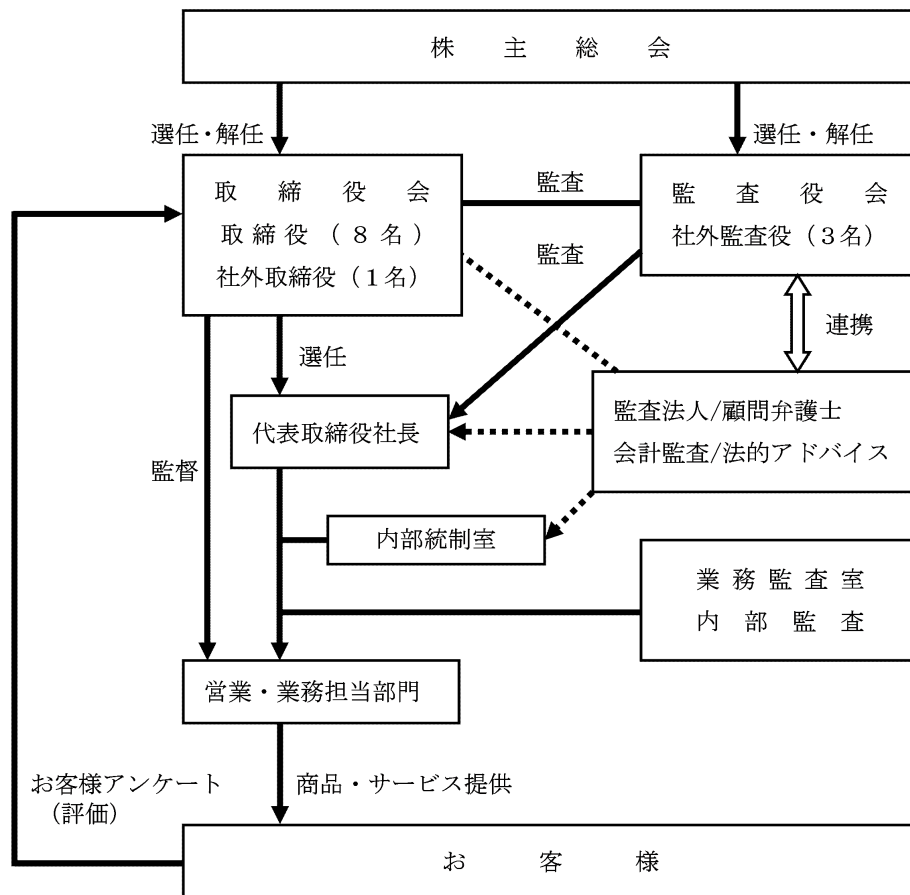 株主総会
選任・解任
選任・解任
取締役会
取締役（８名）
社外取締役（１名）
監査
監査役会
社外監査役（３名）
監査
連携
選任
代表取締役社長
監査法人/顧問弁護士
会計監査/法的アドバイス
監督
内部統制室
業務監査室
内部監査
営業・業務担当部門
お客様アンケート
（評価）
商品・サービス提供
お客様